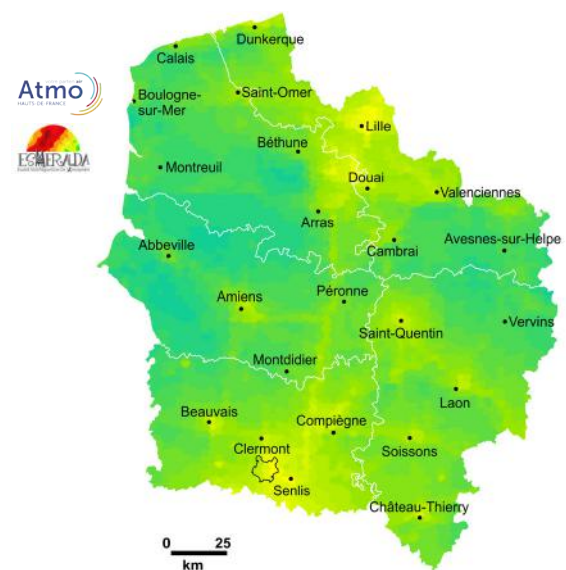 Dunkerque
Calais
Atmo
HAUTS-DE-FRANCE
Boulogne-
sur-Mer
Saint-Omer
Lille
ESMERALDA
Béthune
Montreuil
Douai
Valenciennes
Arras
Abbeville
Cambrai
Avesnes-sur-Helpe
Amiens
Péronne
Saint-Quentin
Vervins
Montdidier
Laon
Beauvais
Compiègne
Clermont
Soissons
Senlis
Château-Thierry
0 25
km